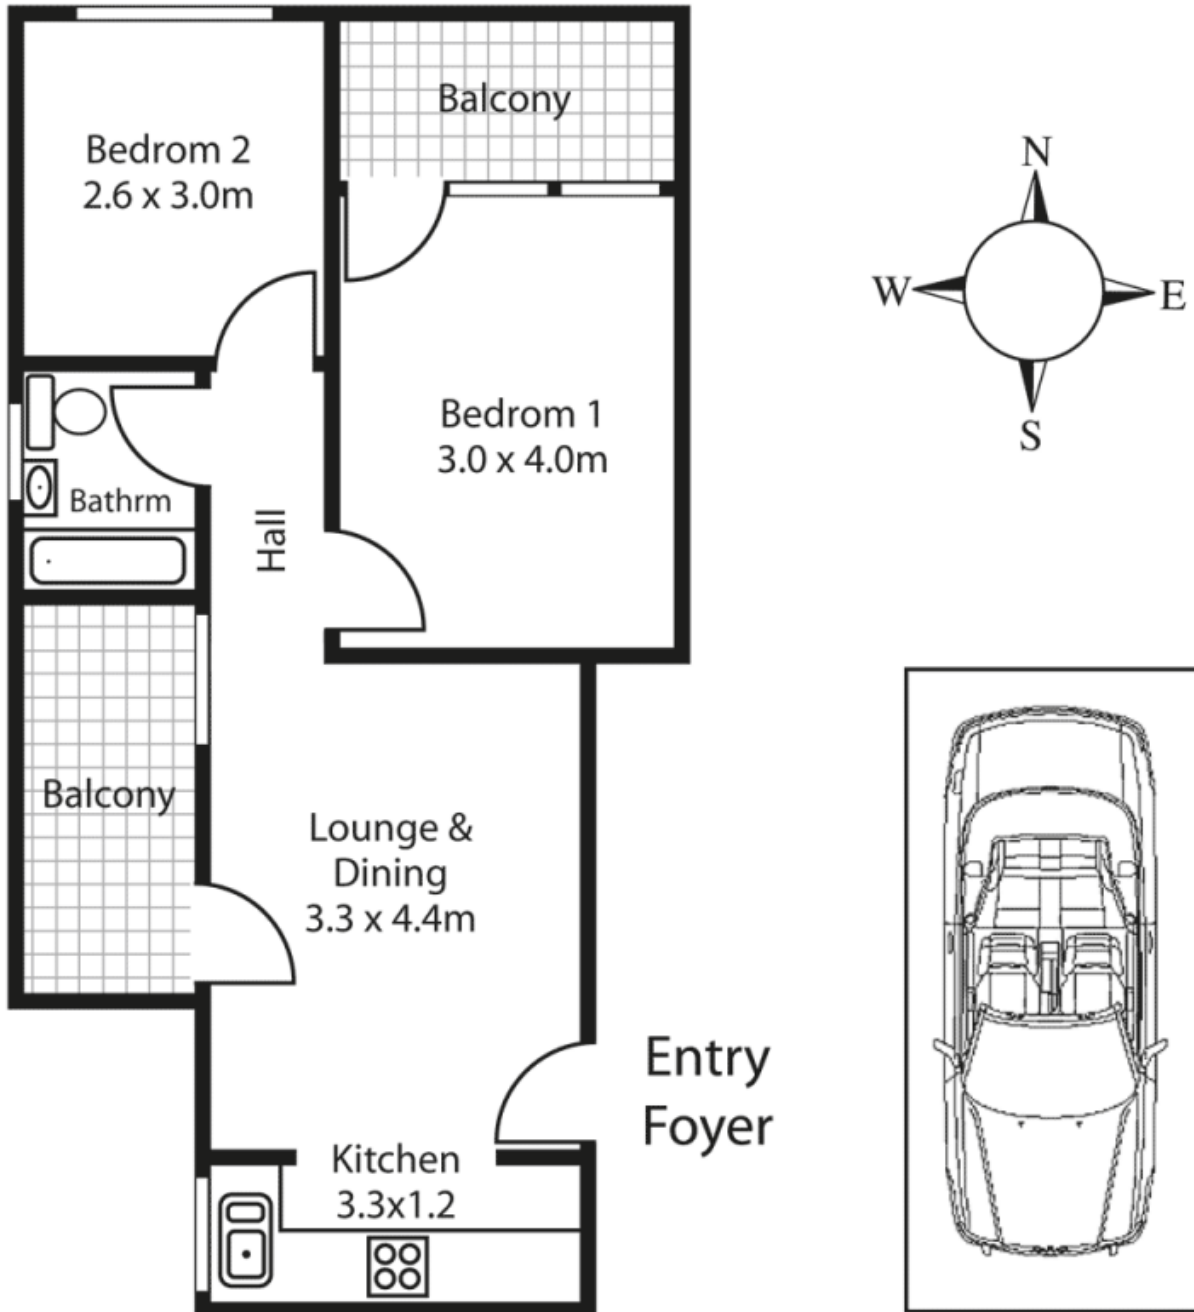 Balcony
Bedrom 2
2.6 x 3.0m
N
W
E
S
Bedrom 1
3.0 x 4.0m
Bathrm
Hall
Balcony
Lounge &
Dining
3.3 x 4.4m
Entry
Foyer
Kitchen
3.3x1.2